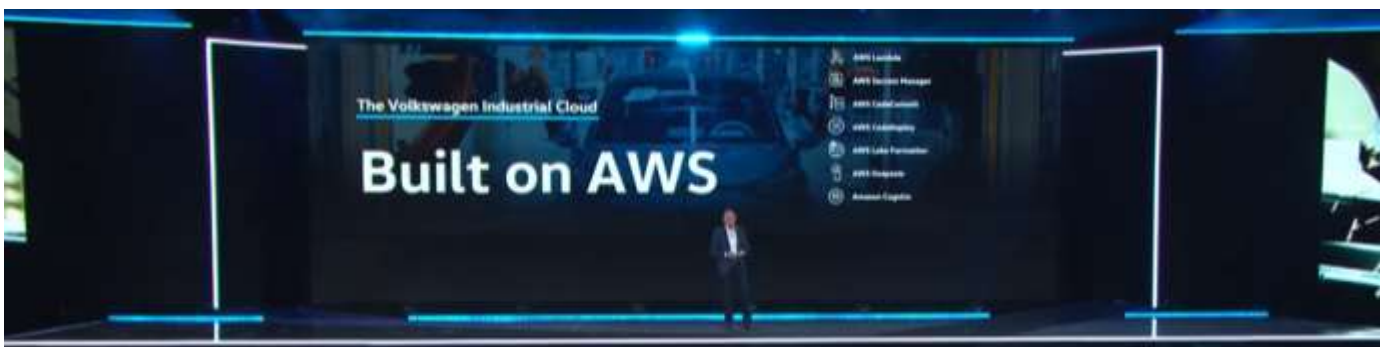 The Volkswagen Industrial Cloud
Built on AWS
AWS Lambda
AWS Secrets Manager
AWS CodeCommit
AWS CodeDeploy
AWS Lake Formation
AWS Outposts
Amazon Cognito